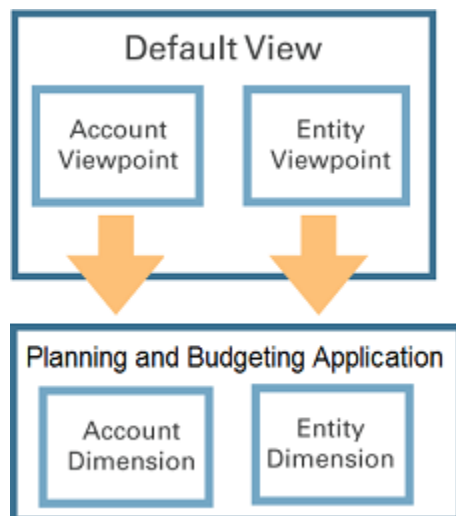 Default View
Account
Viewpoint
Entity
Viewpoint
Planning and Budgeting Application
Account
Dimension
Entity
Dimension